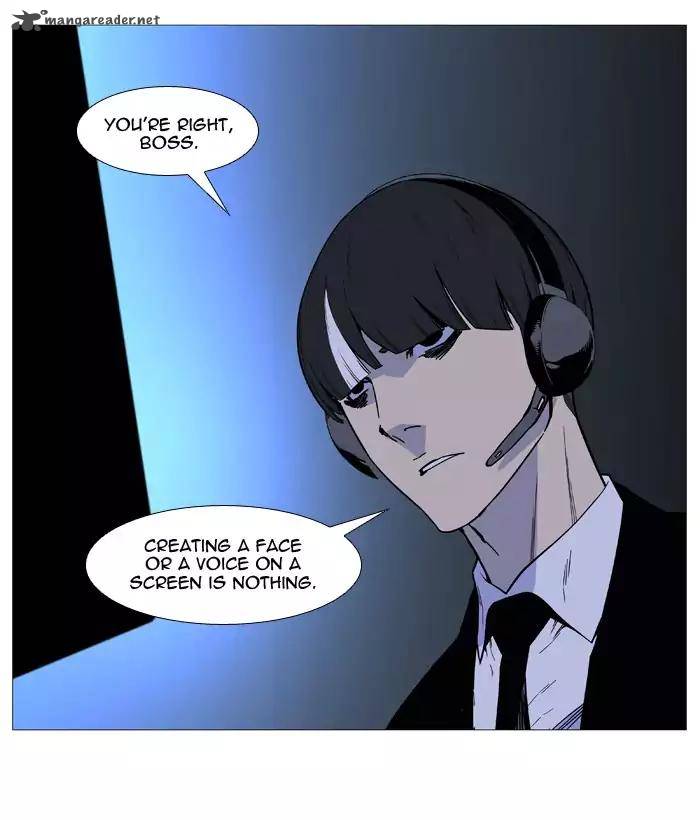 mangareader.net
YOU'RE RIGHT,
BOSS.
CREATING A FACE
OR A VOICE ON A
SCREEN IS NOTHING.